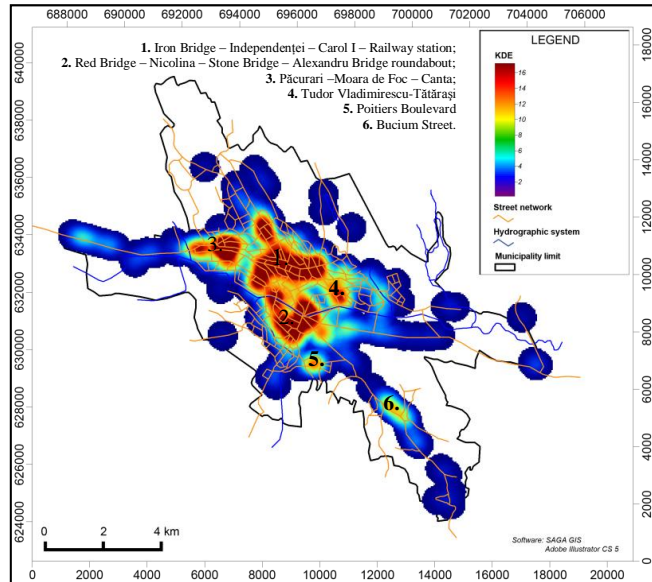 688000 690000 692000 694000 696000 698000 700000 702000 704000 706000
1. Iron Bridge – Independenței – Carol I – Railway station;
2. Red Bridge – Nicolina – Stone Bridge – Alexandru Bridge roundabout;
3. Păcurari –Moara de Foc – Canta;
4. Tudor Vladimirescu-Tătărași
5. Poitiers Boulevard
6. Bucium Street.
LEGEND
KDE
16
14
12
10
8
6
4
2
Street network
Hydrographic system
Municipality limit
640000
638000
636000
634000
632000
630000
628000
626000
624000
18000
16000
14000
12000
10000
8000
6000
4000
2000
0
3.
1.
4.
2.
5.
6.
0 2 4 km
Software: SAGA GIS
Adobe Illustrator CS 5
0 2000 4000 6000 8000 10000 12000 14000 16000 18000 20000